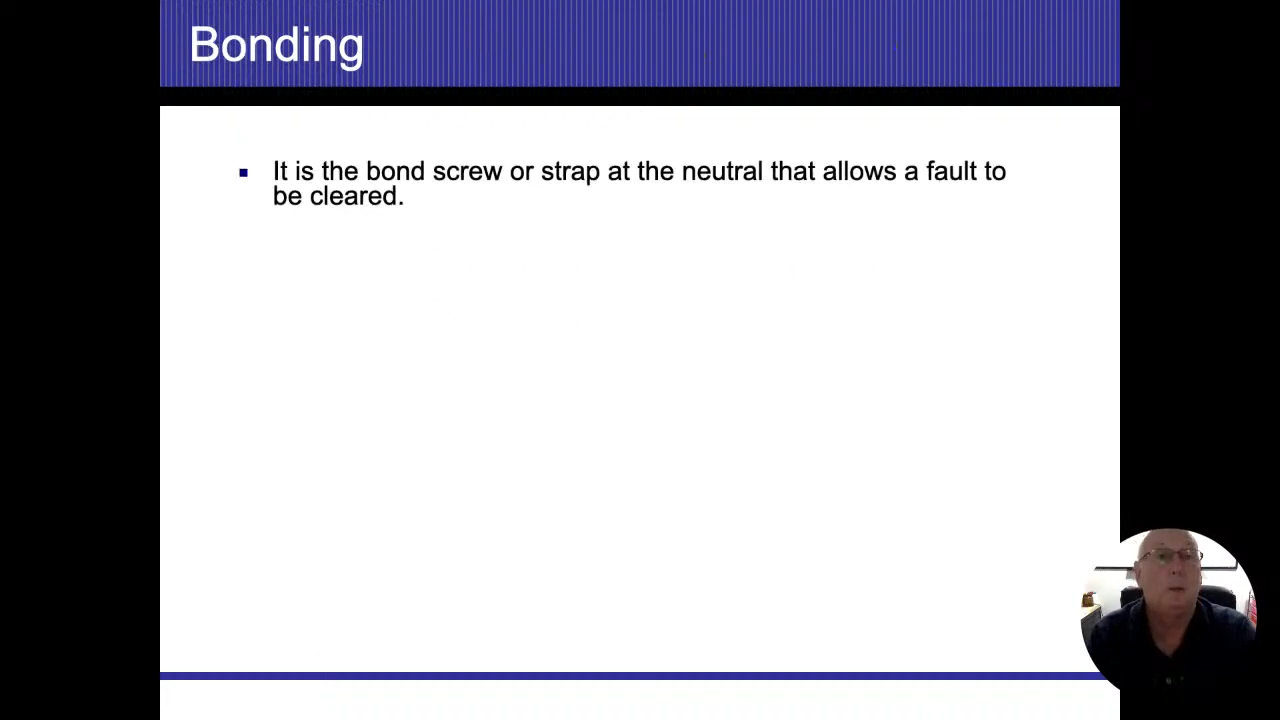 Bonding
It is the bond screw or strap at the neutral that allows a fault to
be cleared.